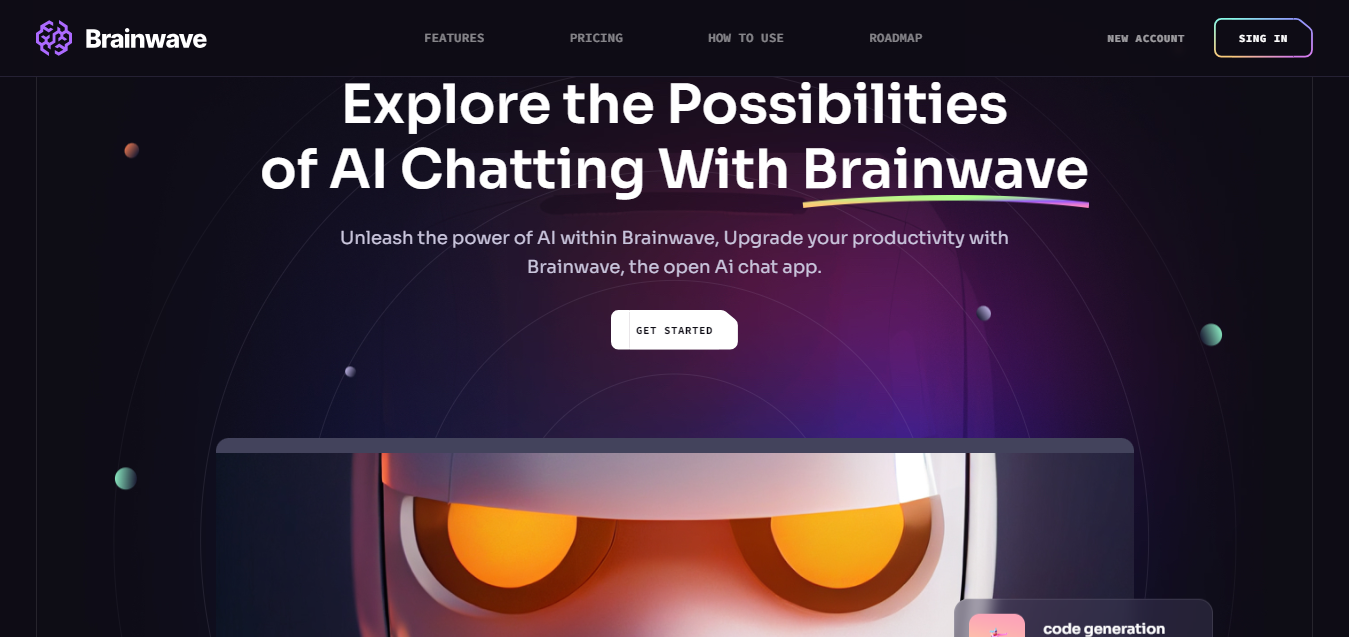 Brainwave
FEATURES
PRICING
HOW TO USE
ROADMAP
NEW ACCOUNT
SING IN
Explore the Possibilities
of AI Chatting With Brainwave
Unleash the power of AI within Brainwave, Upgrade your productivity with
Brainwave, the open Ai chat app.
GET STARTED
code generation